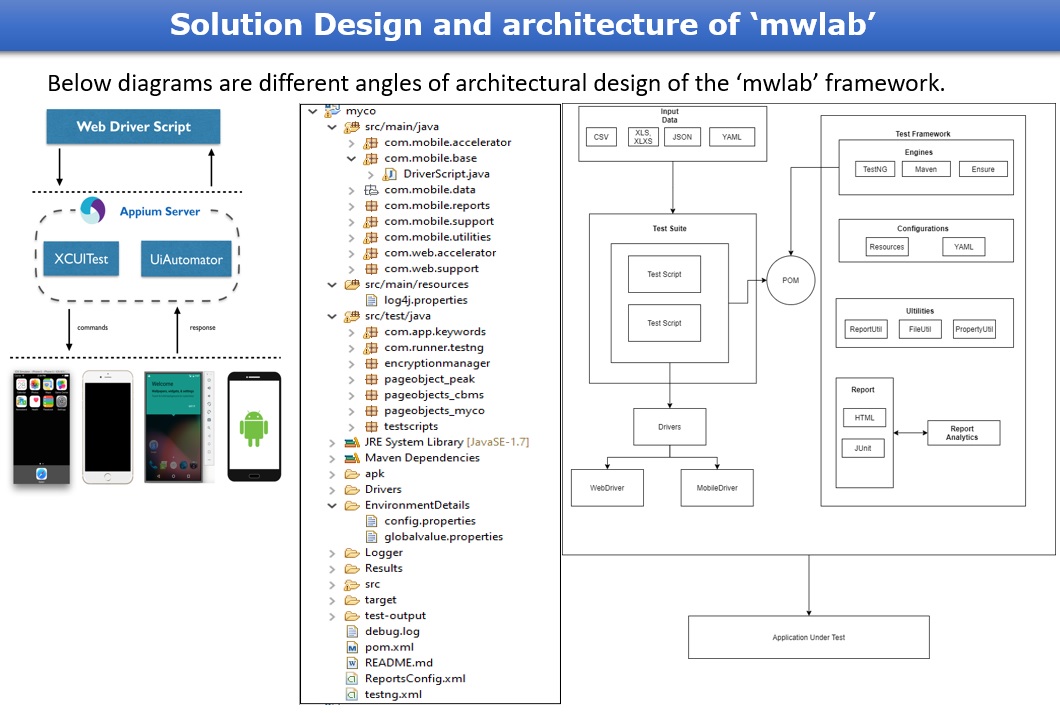 Solution Design and architecture of ‘mwlab’
Below diagrams are different angles of architectural design of the ‘mwlab’ framework.
Web Driver Script
Appium Server
XCUITest
UiAutomator
commands
response
Welcome
myco
src/main/java
com.mobile.accelerator
com.mobile.base
DriverScript.java
com.mobile.data
com.mobile.reports
com.mobile.support
com.mobile.utilities
com.web.accelerator
com.web.support
src/main/resources
log4j.properties
src/test/java
com.app.keywords
com.runner.testng
encryptionmanager
pageobject_peak
pageobjects_cbms
pageobjects_myco
testscripts
JRE System Library [JavaSE-1.7]
Maven Dependencies
apk
Drivers
EnvironmentDetails
config.properties
globalvalue.properties
Logger
Results
src
target
test-output
debug.log
pom.xml
README.md
ReportsConfig.xml
testng.xml
Input
Data
CSV
XLS,
XLXS
JSON
YAML
Test Suite
Test Script
Test Script
POM
Drivers
WebDriver
MobileDriver
Test Framework
Engines
TestNG
Maven
Ensure
Configurations
Resources
YAML
Ultilities
ReportUtil
FileUtil
PropertyUtil
Report
HTML
JUnit
Report
Analytics
Application Under Test